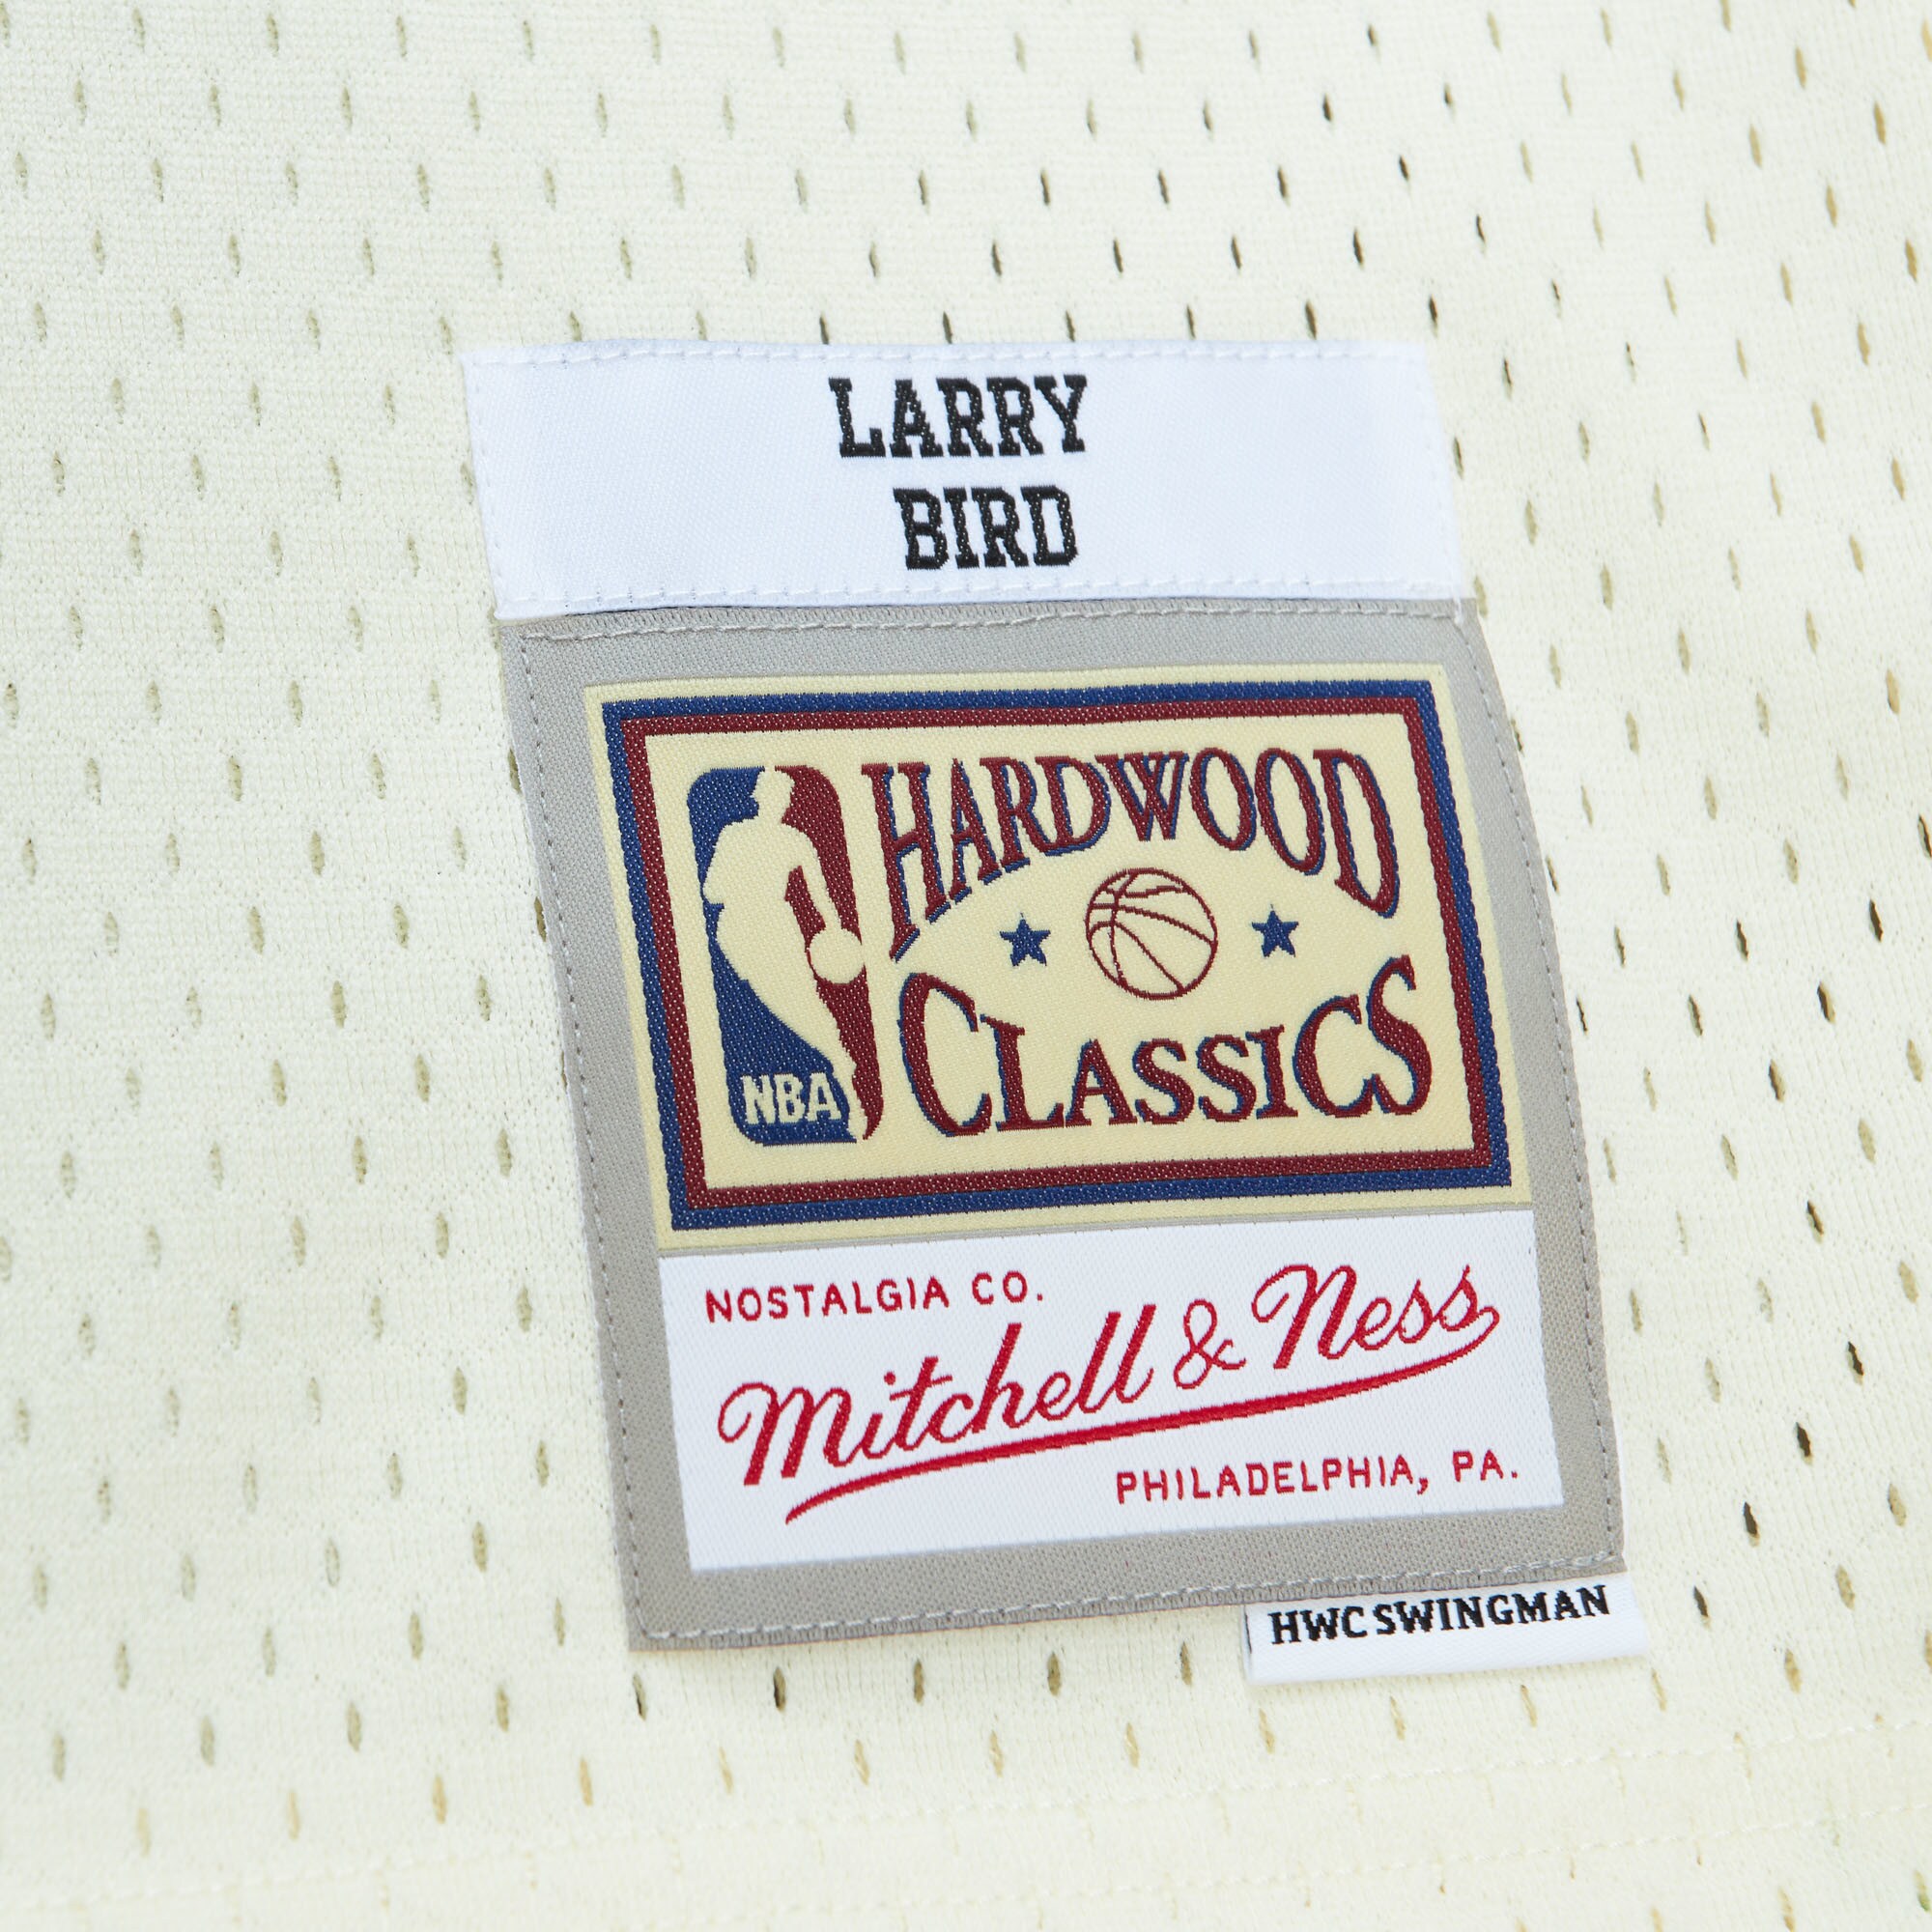 LARRY
BIRD
HARDWOOD
CLASSICS
NBA
NOSTALGIA CO.
Mitchell & Ness
PHILADELPHIA, PA.
HWC SWINGMAN